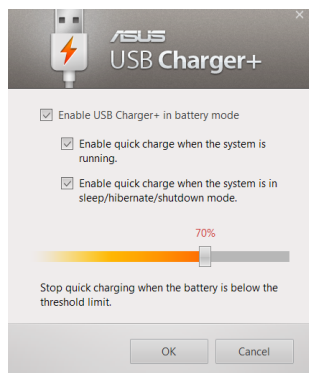 ASUS
USB Charger+
Enable USB Charger+ in battery mode
Enable quick charge when the system is
running.
Enable quick charge when the system is in
sleep/hibernate/shutdown mode.
70%
Stop quick charging when the battery is below the
threshold limit.
OK Cancel